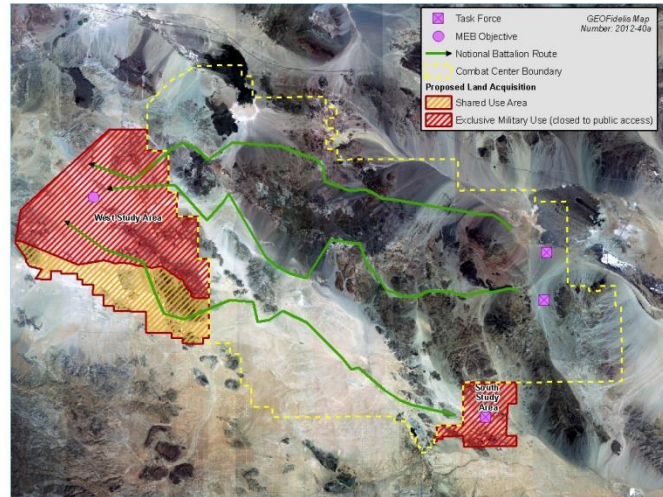 Task Force
GEOFidelis Map
Number: 2012-40a
MEB Objective
Notional Battalion Route
Combat Center Boundary
Proposed Land Acquisition
Shared Use Area
Exclusive Military Use (closed to public access)
West Study Area
South
Study
Area